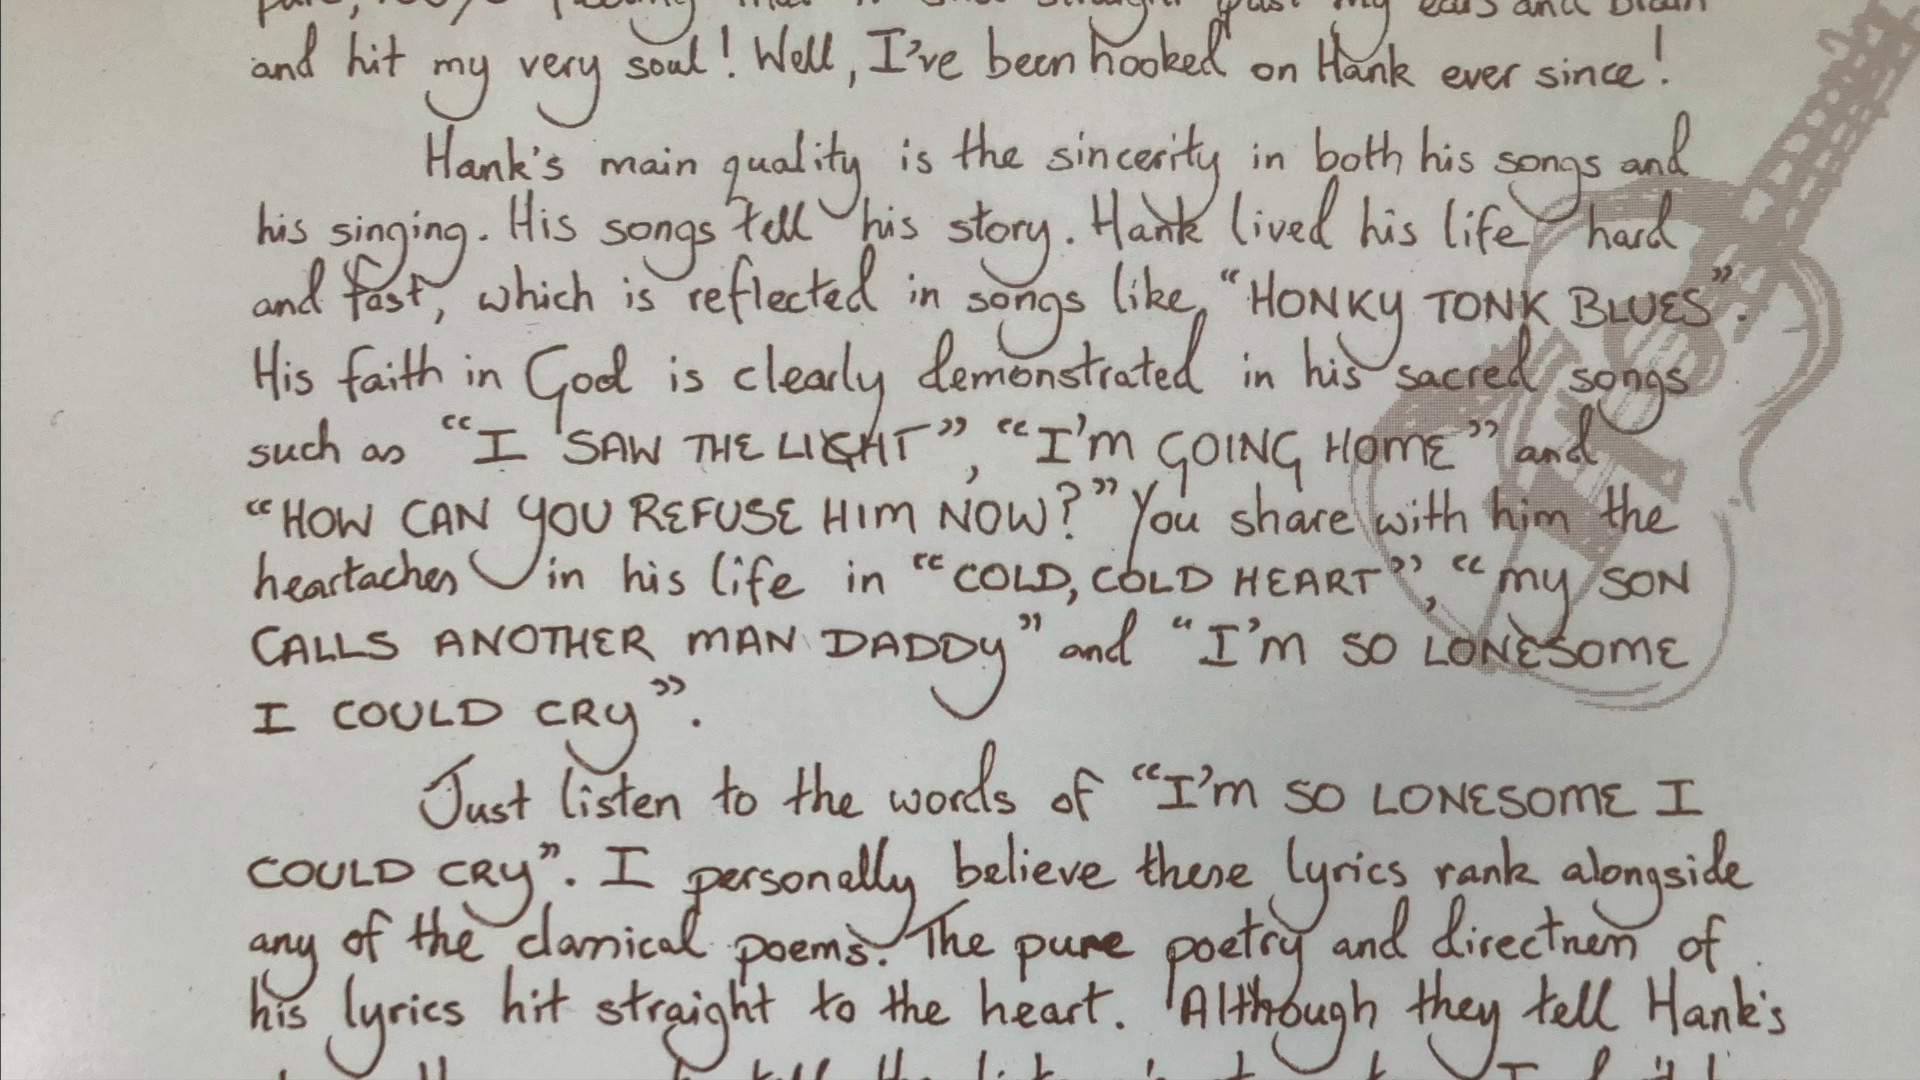 my ears and brain
and hit my very soul! Well, I've been hooked on Hank ever since!
Hank's main quality is the sincerity in both his songs and
his singing. His songs tell his story. Hank lived his life hard
and fast, which is reflected in songs like, "HONKY TONK BLUES".
His faith in God is clearly demonstrated in his sacred songs
such as "I SAW THE LIGHT", "I'M GOING HOME" and
"HOW CAN YOU REFUSE HIM NOW?" You share with him the
heartaches in his life in "COLD, COLD HEART", "MY SON
CALLS ANOTHER MAN DADDY" and "I'M SO LONESOME
I COULD CRY".
Just listen to the words of "I'M SO LONESOME I
COULD CRY". I personally believe these lyrics rank alongside
any of the classical poems. The pure poetry and directness of
his lyrics hit straight to the heart. Although they tell Hank's